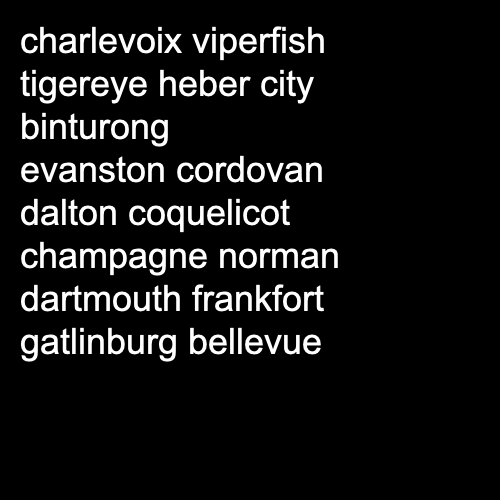 charlevoix viperfish
tigereye heber city
binturong
evanston cordovan
dalton coquelicot
champagne norman
dartmouth frankfort
gatlinburg bellevue